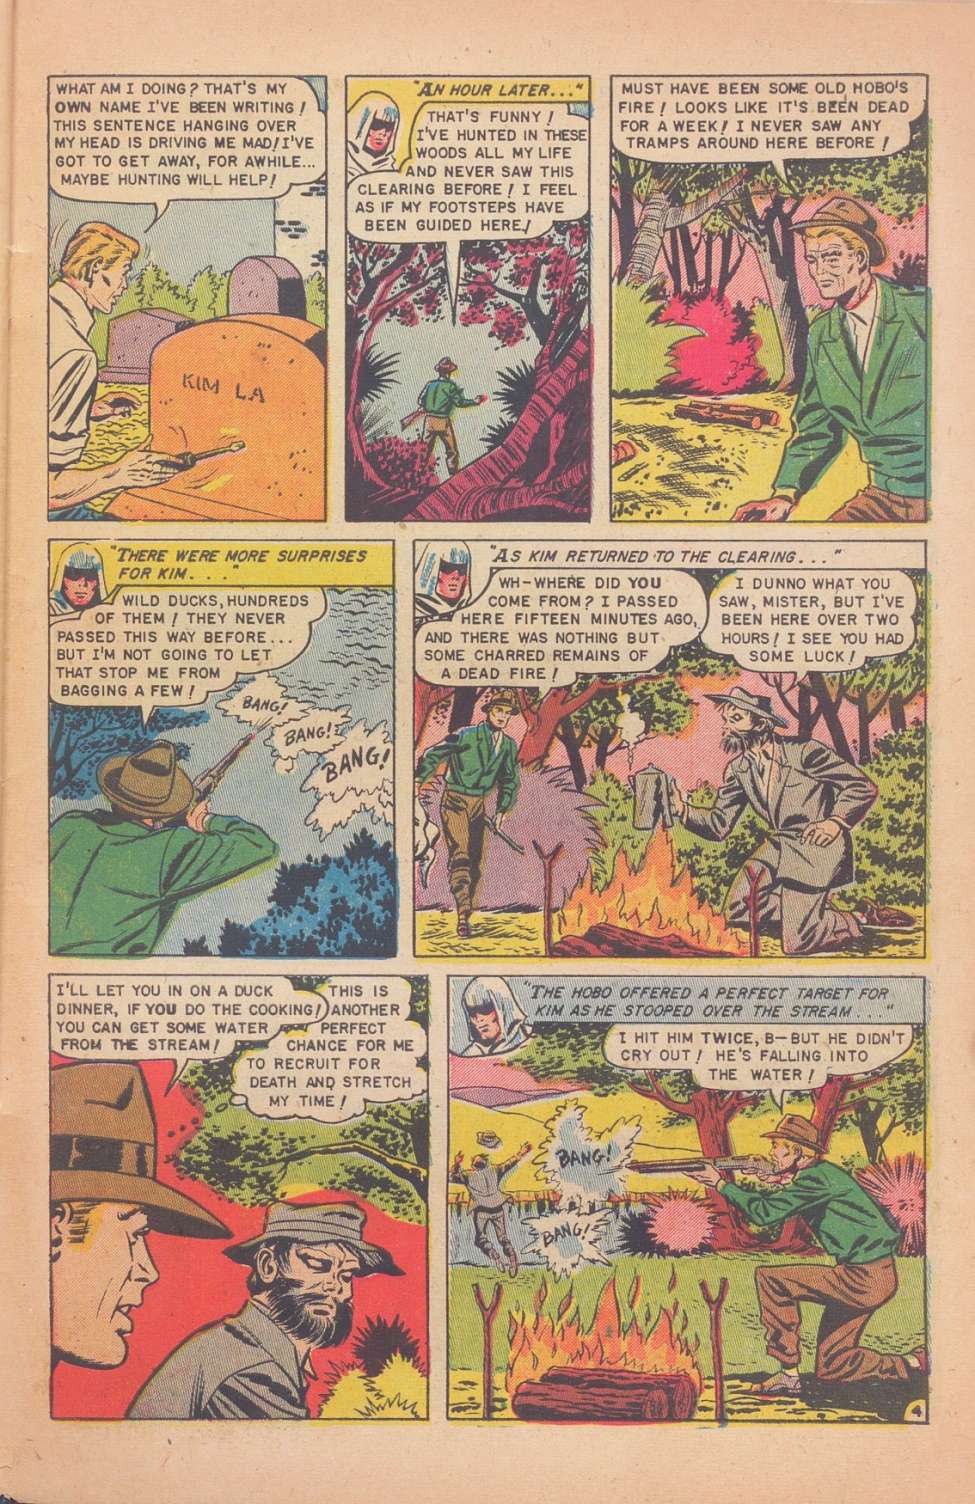 WHAT AM I DOING? THAT'S MY
OWN NAME I'VE BEEN WRITING!
THIS SENTENCE HANGING OVER
MY HEAD IS DRIVING ME MAD! I'VE
GOT TO GET AWAY, FOR AWHILE...
MAYBE HUNTING WILL HELP!
KIM LA
"AN HOUR LATER..."
THAT'S FUNNY!
I'VE HUNTED IN THESE
WOODS ALL MY LIFE
AND NEVER SAW THIS
CLEARING BEFORE! I FEEL
AS IF MY FOOTSTEPS HAVE
BEEN GUIDED HERE!
MUST HAVE BEEN SOME OLD HOBO'S
FIRE! LOOKS LIKE IT'S BEEN DEAD
FOR A WEEK! I NEVER SAW ANY
TRAMPS AROUND HERE BEFORE!
"THERE WERE MORE SURPRISES
FOR KIM..."
WILD DUCKS, HUNDREDS
OF THEM! THEY NEVER
PASSED THIS WAY BEFORE...
BUT I'M NOT GOING TO LET
THAT STOP ME FROM
BAGGING A FEW!
BANG!
BANG!
BANG!
"AS KIM RETURNED TO THE CLEARING..."
WH-WHERE DID YOU
COME FROM? I PASSED
HERE FIFTEEN MINUTES AGO,
AND THERE WAS NOTHING BUT
SOME CHARRED REMAINS OF
A DEAD FIRE!
I DUNNO WHAT YOU
SAW, MISTER, BUT I'VE
BEEN HERE OVER TWO
HOURS! I SEE YOU HAD
SOME LUCK!
I'LL LET YOU IN ON A DUCK
DINNER, IF YOU DO THE COOKING!
YOU CAN GET SOME WATER
FROM THE STREAM!
THIS IS
ANOTHER
PERFECT
CHANCE FOR ME
TO RECRUIT FOR
DEATH AND STRETCH
MY TIME!
"THE HOBO OFFERED A PERFECT TARGET FOR
KIM AS HE STOOPED OVER THE STREAM..."
I HIT HIM TWICE, B-BUT HE DIDN'T
CRY OUT! HE'S FALLING INTO
THE WATER!
BANG!
BANG!
4